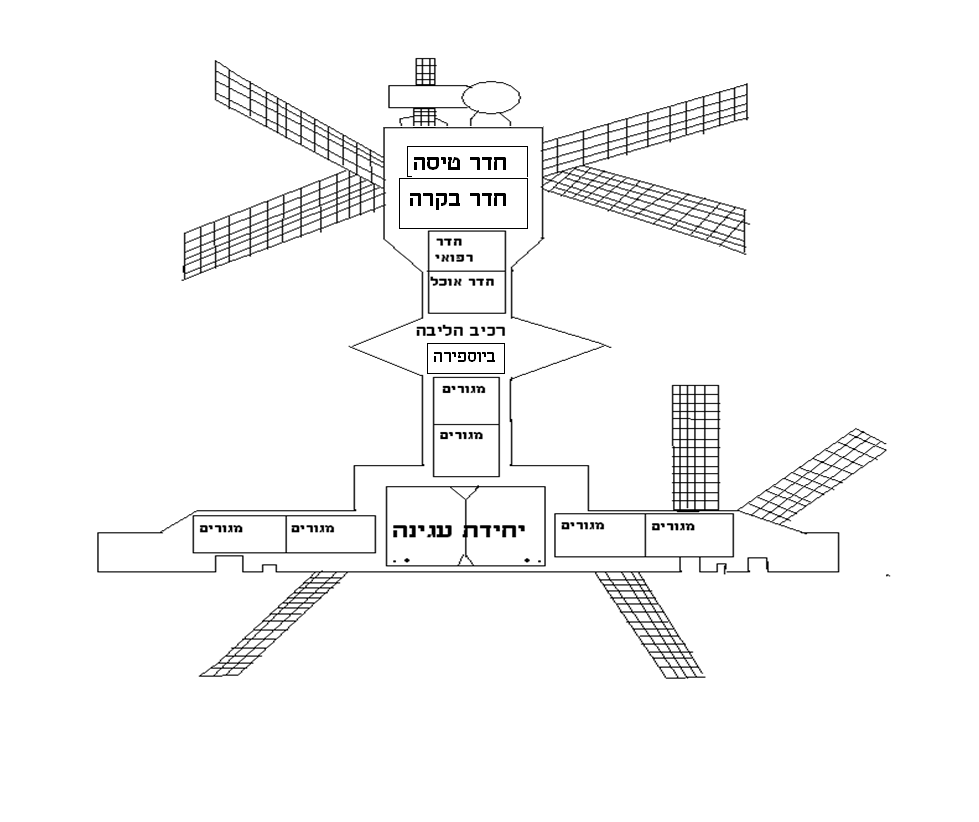 חדר טיסה
חדר בקרה
חדר
רפואי
חדר אוכל
רכיב הליבה
ביוספירה
מגורים
מגורים
יחידת עגינה
מגורים
מגורים
מגורים
מגורים